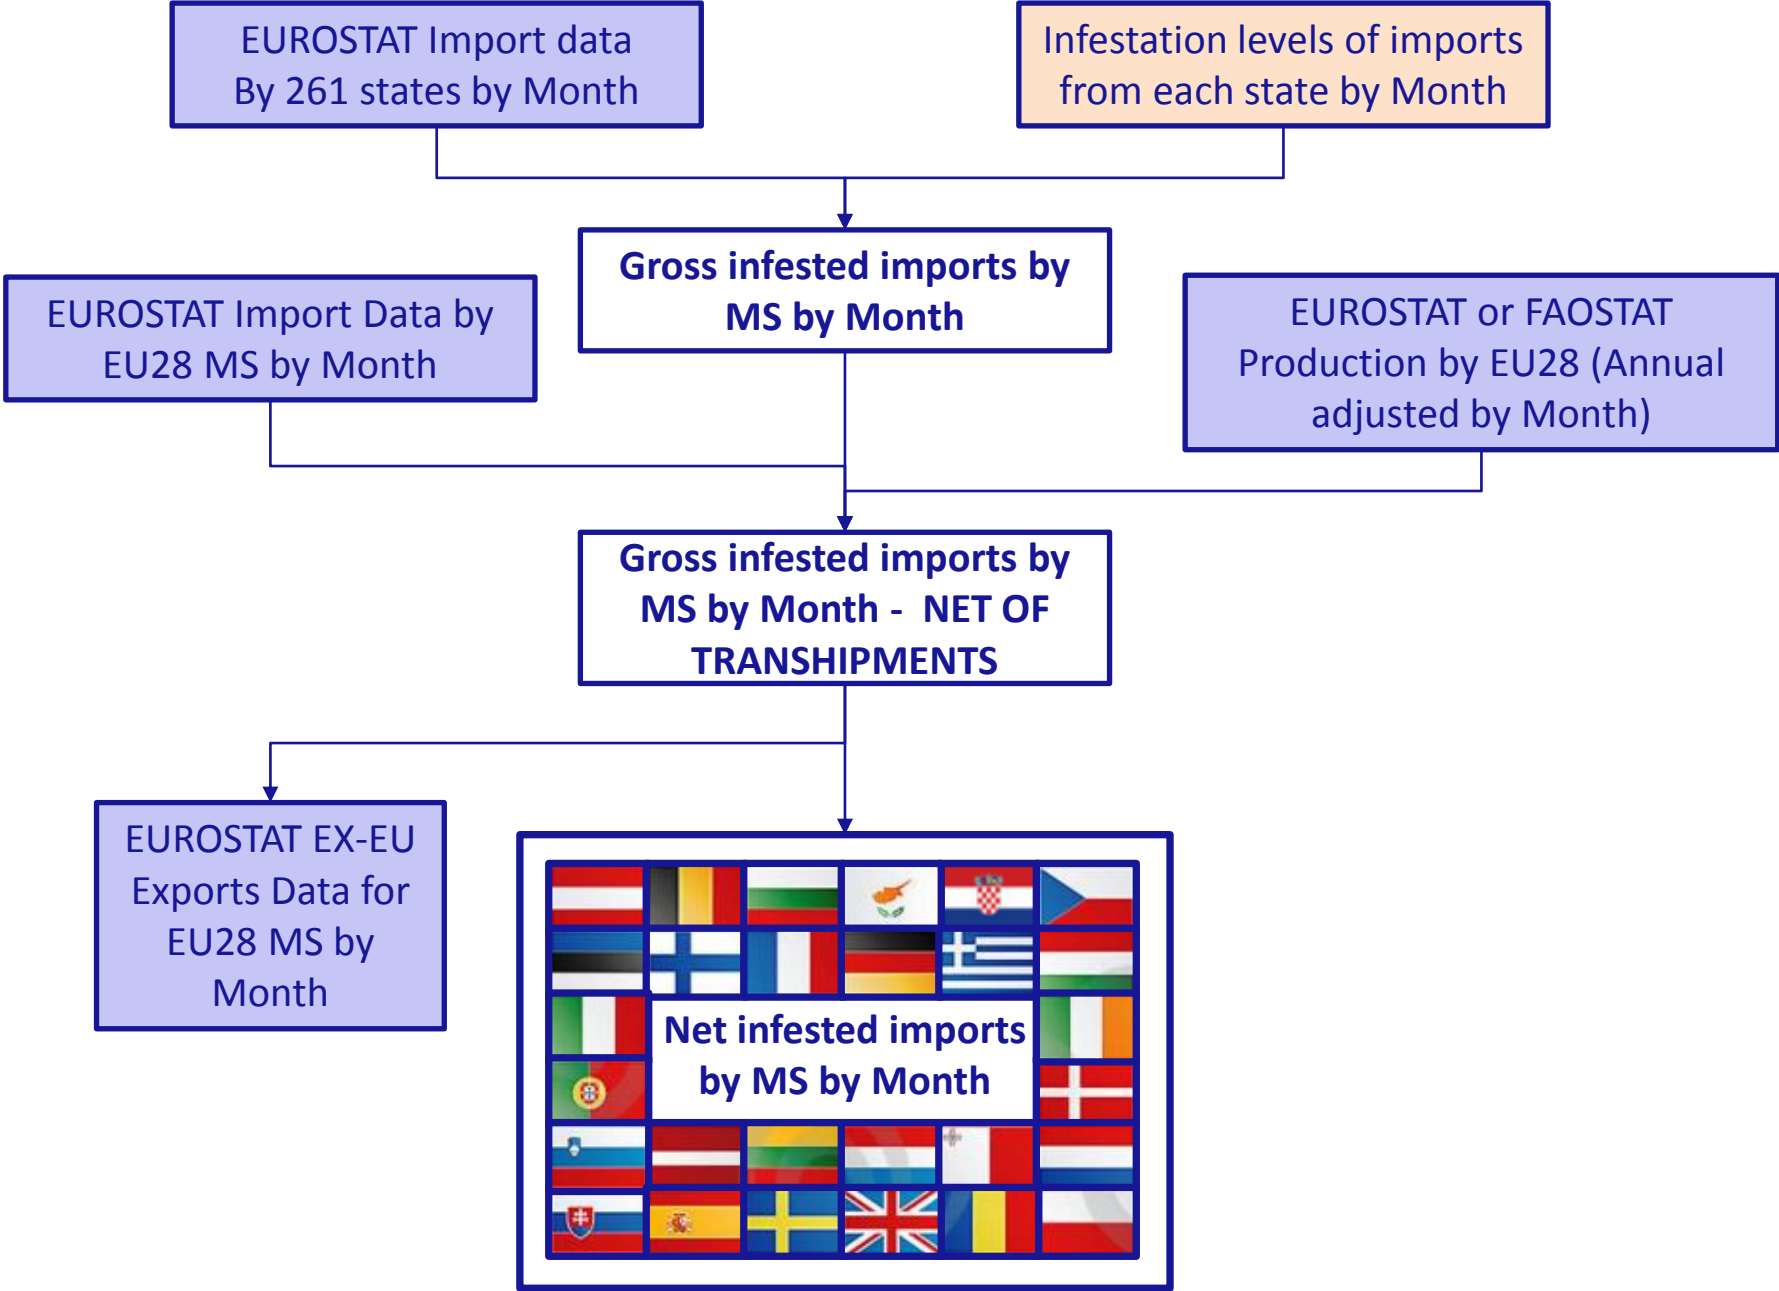 EUROSTAT Import data
By 261 states by Month
Infestation levels of imports
from each state by Month
Gross infested imports by
MS by Month
EUROSTAT Import Data by
EU28 MS by Month
EUROSTAT or FAOSTAT
Production by EU28 (Annual
adjusted by Month)
Gross infested imports by
MS by Month -  NET OF
TRANSHIPMENTS
EUROSTAT EX-EU
Exports Data for
EU28 MS by
Month
Net infested imports
by MS by Month